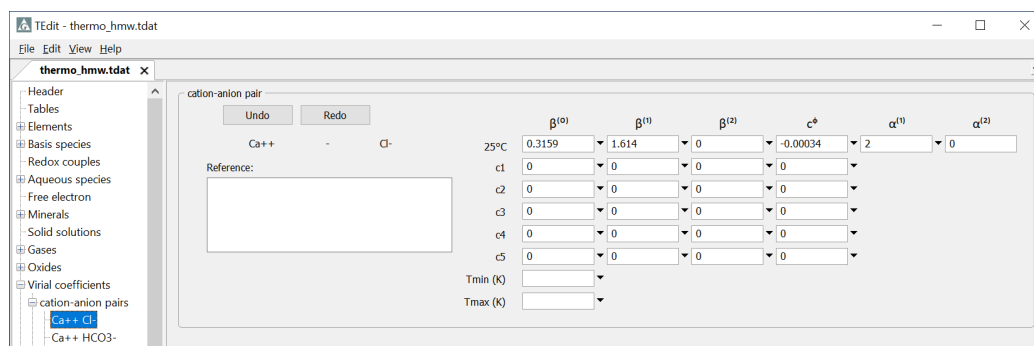 TEdit - thermo_hmw.tdat
File Edit View Help
thermo_hmw.tdat
Header
Tables
Elements
Basis species
Redox couples
Aqueous species
Free electron
Minerals
Solid solutions
Gases
Oxides
Virial coefficients
cation-anion pairs
Ca++ Cl-
Ca++ HCO3-
cation-anion pair
Undo Redo
Ca++ - Cl-
Reference:
β(0) β(1) β(2) cϕ α(1) α(2)
25°C 0.3159 1.614 0 -0.00034 2 0
c1 0 0 0 0
c2 0 0 0 0
c3 0 0 0 0
c4 0 0 0 0
c5 0 0 0 0
Tmin (K)
Tmax (K)